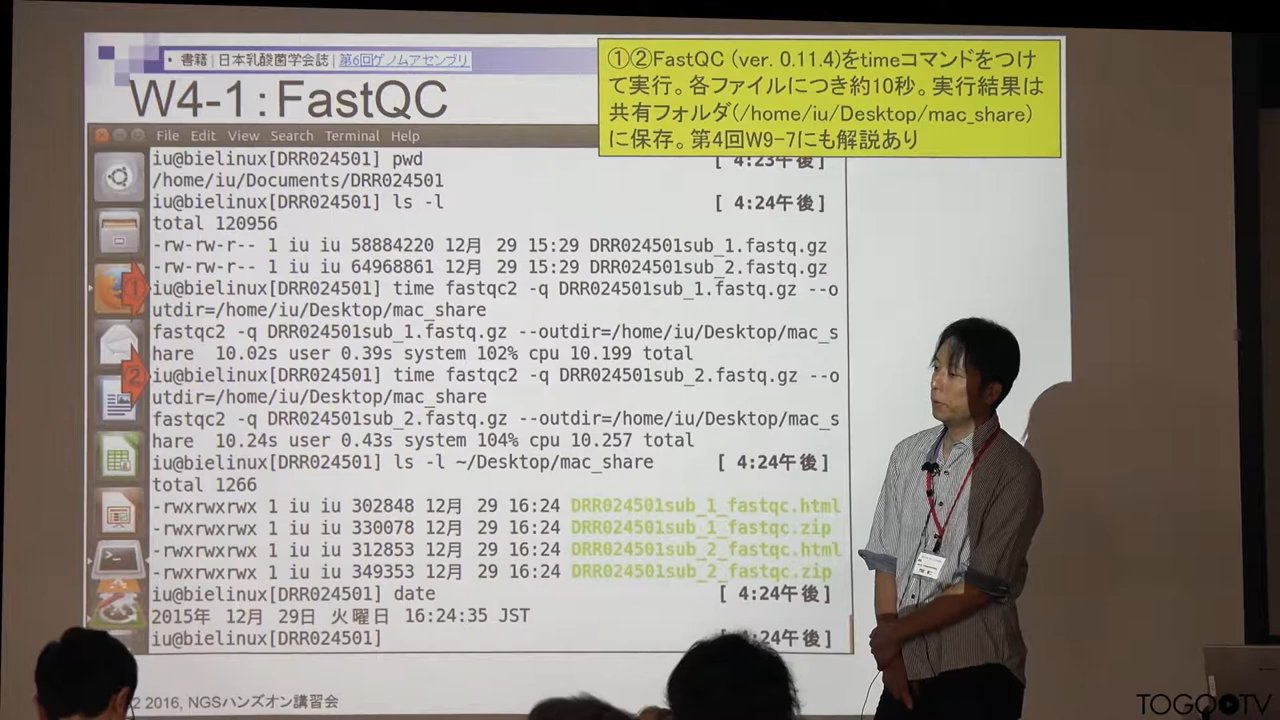 ・書籍 | 日本乳酸菌学会誌 | 第6回ゲノムアセンブリ
W4-1：FastQC
①②FastQC (ver. 0.11.4)をtimeコマンドをつけ
て実行。各ファイルにつき約10秒。実行結果は
共有フォルダ(/home/iu/Desktop/mac_share)
に保存。第4回W9-7にも解説あり
File Edit View Search Terminal Help
iu@bielinux[DRR024501] pwd [ 4:23午後]
/home/iu/Documents/DRR024501
iu@bielinux[DRR024501] ls -l [ 4:24午後]
total 120956
-rw-rw-r-- 1 iu iu 58884220 12月 29 15:29 DRR024501sub_1.fastq.gz
-rw-rw-r-- 1 iu iu 64968861 12月 29 15:29 DRR024501sub_2.fastq.gz
① iu@bielinux[DRR024501] time fastqc2 -q DRR024501sub_1.fastq.gz --o
utdir=/home/iu/Desktop/mac_share
fastqc2 -q DRR024501sub_1.fastq.gz --outdir=/home/iu/Desktop/mac_s
hare 10.02s user 0.39s system 102% cpu 10.199 total
② iu@bielinux[DRR024501] time fastqc2 -q DRR024501sub_2.fastq.gz --o
utdir=/home/iu/Desktop/mac_share
fastqc2 -q DRR024501sub_2.fastq.gz --outdir=/home/iu/Desktop/mac_s
hare 10.24s user 0.43s system 104% cpu 10.257 total
iu@bielinux[DRR024501] ls -l ~/Desktop/mac_share [ 4:24午後]
total 1266
-rwxrwxrwx 1 iu iu 302848 12月 29 16:24 DRR024501sub_1_fastqc.html
-rwxrwxrwx 1 iu iu 330078 12月 29 16:24 DRR024501sub_1_fastqc.zip
-rwxrwxrwx 1 iu iu 312853 12月 29 16:24 DRR024501sub_2_fastqc.html
-rwxrwxrwx 1 iu iu 349353 12月 29 16:24 DRR024501sub_2_fastqc.zip
iu@bielinux[DRR024501] date [ 4:24午後]
2015年 12月 29日 火曜日 16:24:35 JST
iu@bielinux[DRR024501] :24午後]
2 2016, NGSハンズオン講習会
TOGOTV